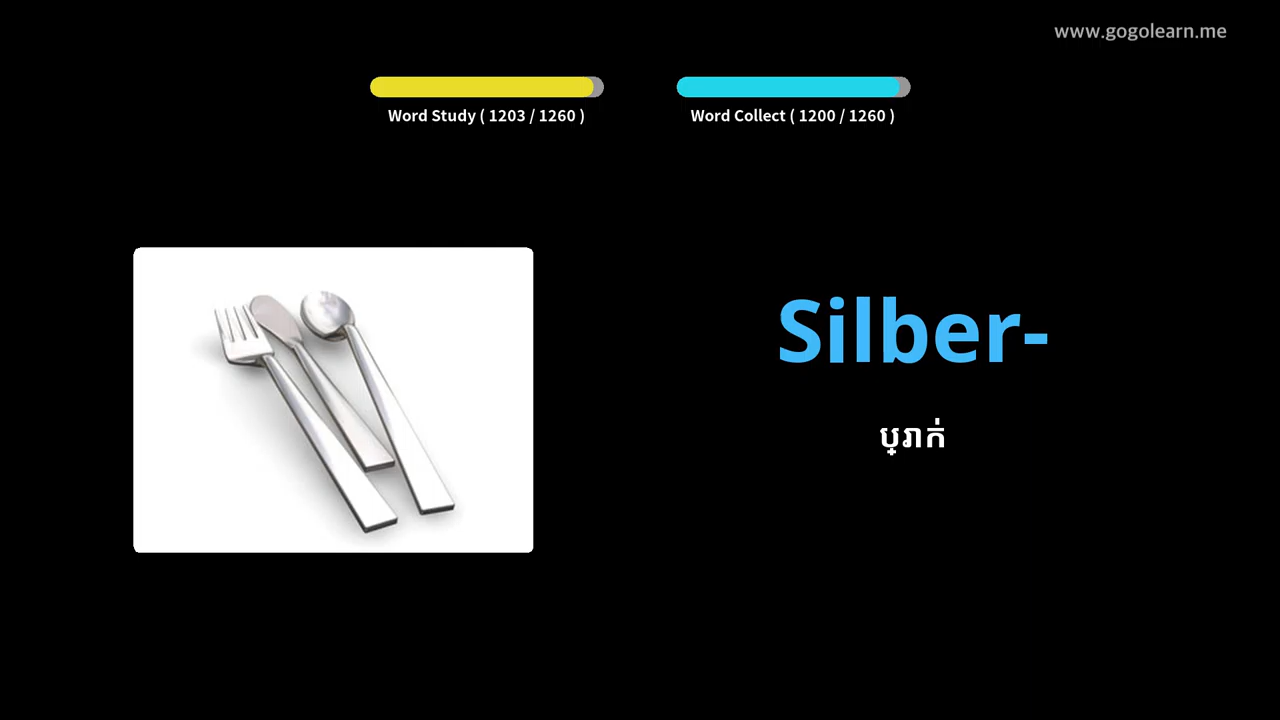 www.gogolearn.me
Word Study ( 1203 / 1260 )
Word Collect ( 1200 / 1260 )
Silber-
ប្រាក់